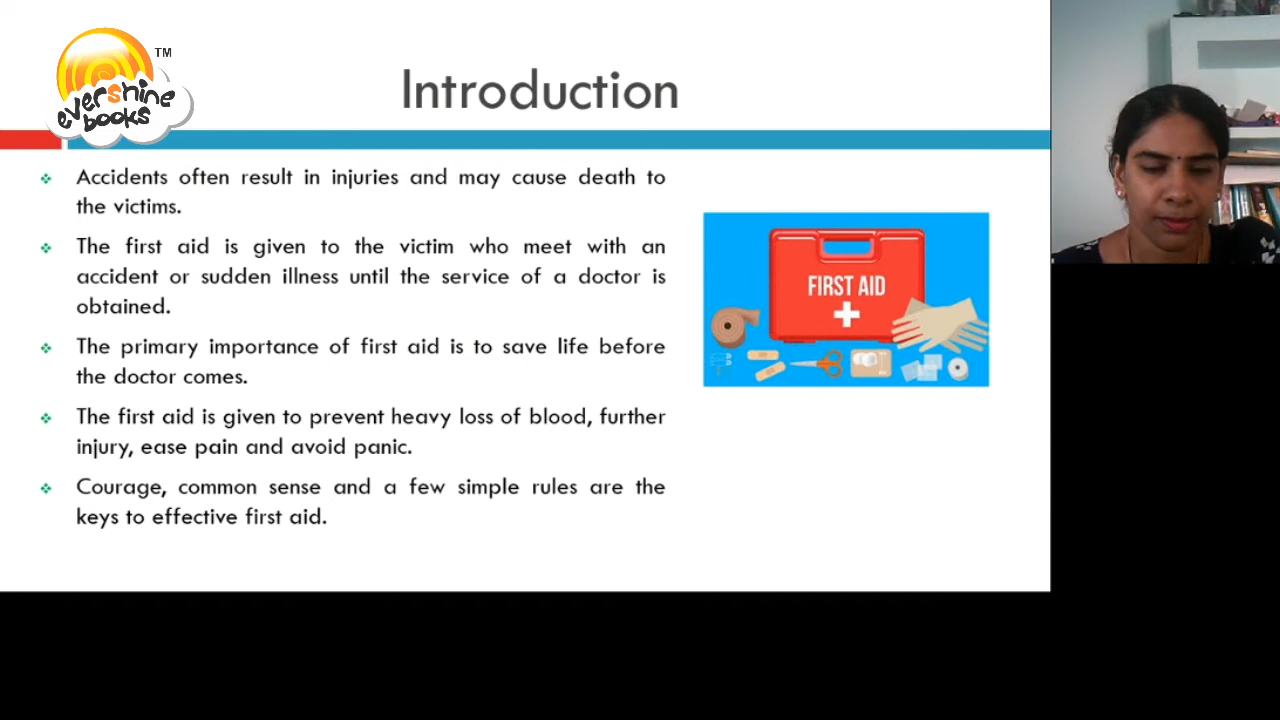 evershine
books
TM
Introduction
Accidents often result in injuries and may cause death to
the victims.
The first aid is given to the victim who meet with an
accident or sudden illness until the service of a doctor is
obtained.
The primary importance of first aid is to save life before
the doctor comes.
The first aid is given to prevent heavy loss of blood, further
injury, ease pain and avoid panic.
Courage, common sense and a few simple rules are the
keys to effective first aid.
FIRST AID